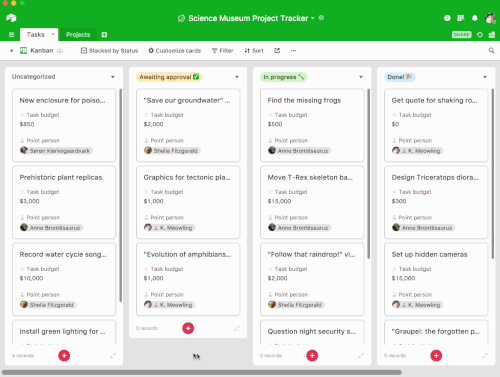 Science Museum Project Tracker
Tasks
Projects
SHARE
Kanban
Stacked by Status
Customize cards
Filter
Sort
Uncategorized
New enclosure for poiso...
Task budget
$850
Point person
Søren Kierkegaardvark
Prehistoric plant replicas
Task budget
$3,000
Point person
Anne Brontësaurus
Record water cycle song...
Task budget
$10,000
Point person
Shella Fitzgerald
Install green lighting for ...
4 records
Awaiting approval ✅
"Save our groundwater" ...
Task budget
$2,000
Point person
Shella Fitzgerald
Graphics for tectonic pla...
Task budget
$1,000
Point person
J. K. Meowling
"Evolution of amphibians...
Task budget
$1,000
Point person
J. K. Meowling
3 records
In progress
Find the missing frogs
Task budget
$600
Point person
Anne Brontësaurus
Move T-Rex skeleton ba...
Task budget
$15,000
Point person
Anne Brontësaurus
"Follow that raindrop!" vi...
Task budget
$2,000
Point person
Shella Fitzgerald
Question night security s...
5 records
Done! 🎉
Get quote for shaking ro...
Task budget
$0
Point person
J. K. Meowling
Design Triceratops diora...
Task budget
$300
Point person
Anne Brontësaurus
Set up hidden cameras
Task budget
$15,000
Point person
J. K. Meowling
"Graupel: the forgotten p...
5 records